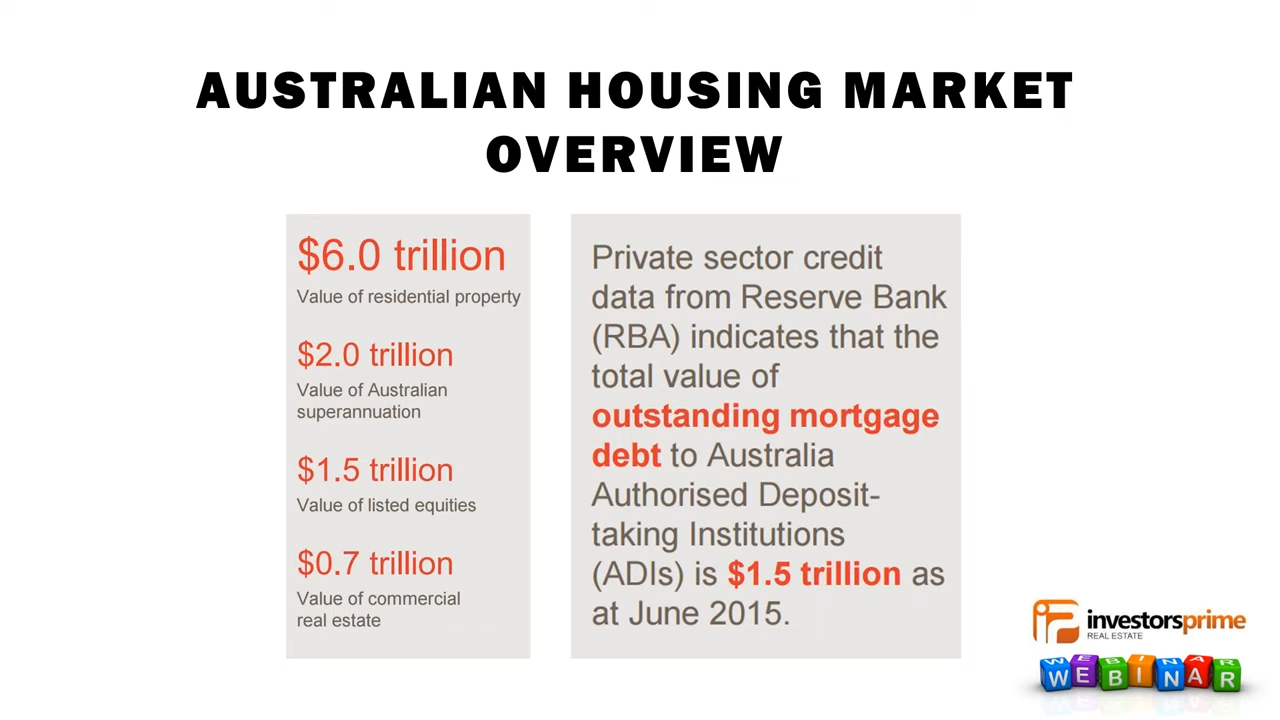 AUSTRALIAN HOUSING MARKET
OVERVIEW
$6.0 trillion
Value of residential property
$2.0 trillion
Value of Australian
superannuation
$1.5 trillion
Value of listed equities
$0.7 trillion
Value of commercial
real estate
Private sector credit
data from Reserve Bank
(RBA) indicates that the
total value of
outstanding mortgage
debt to Australia
Authorised Deposit-
taking Institutions
(ADIs) is $1.5 trillion as
at June 2015.
investorsprime
REAL ESTATE
WEBINAR